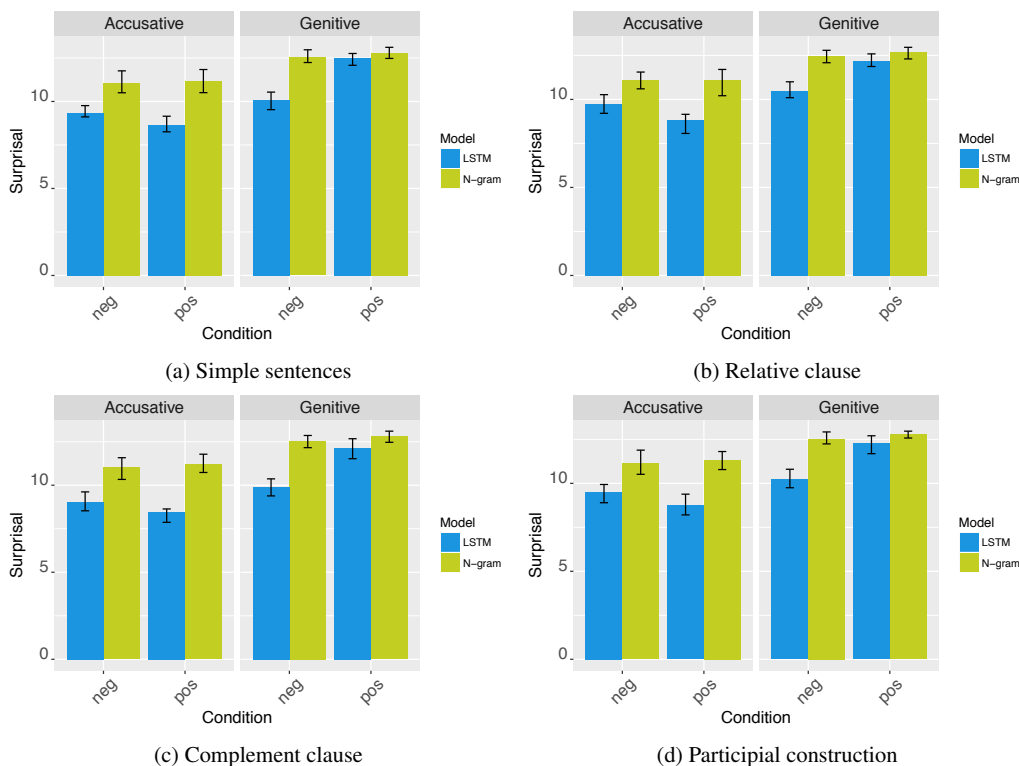 Accusative Genitive
10
5
0
Surprisal
neg pos neg pos
Condition
Model
LSTM
N-gram
(a) Simple sentences
Accusative Genitive
10
5
0
Surprisal
neg pos neg pos
Condition
Model
LSTM
N-gram
(b) Relative clause
Accusative Genitive
10
5
0
Surprisal
neg pos neg pos
Condition
Model
LSTM
N-gram
(c) Complement clause
Accusative Genitive
10
5
0
Surprisal
neg pos neg pos
Condition
Model
LSTM
N-gram
(d) Participial construction